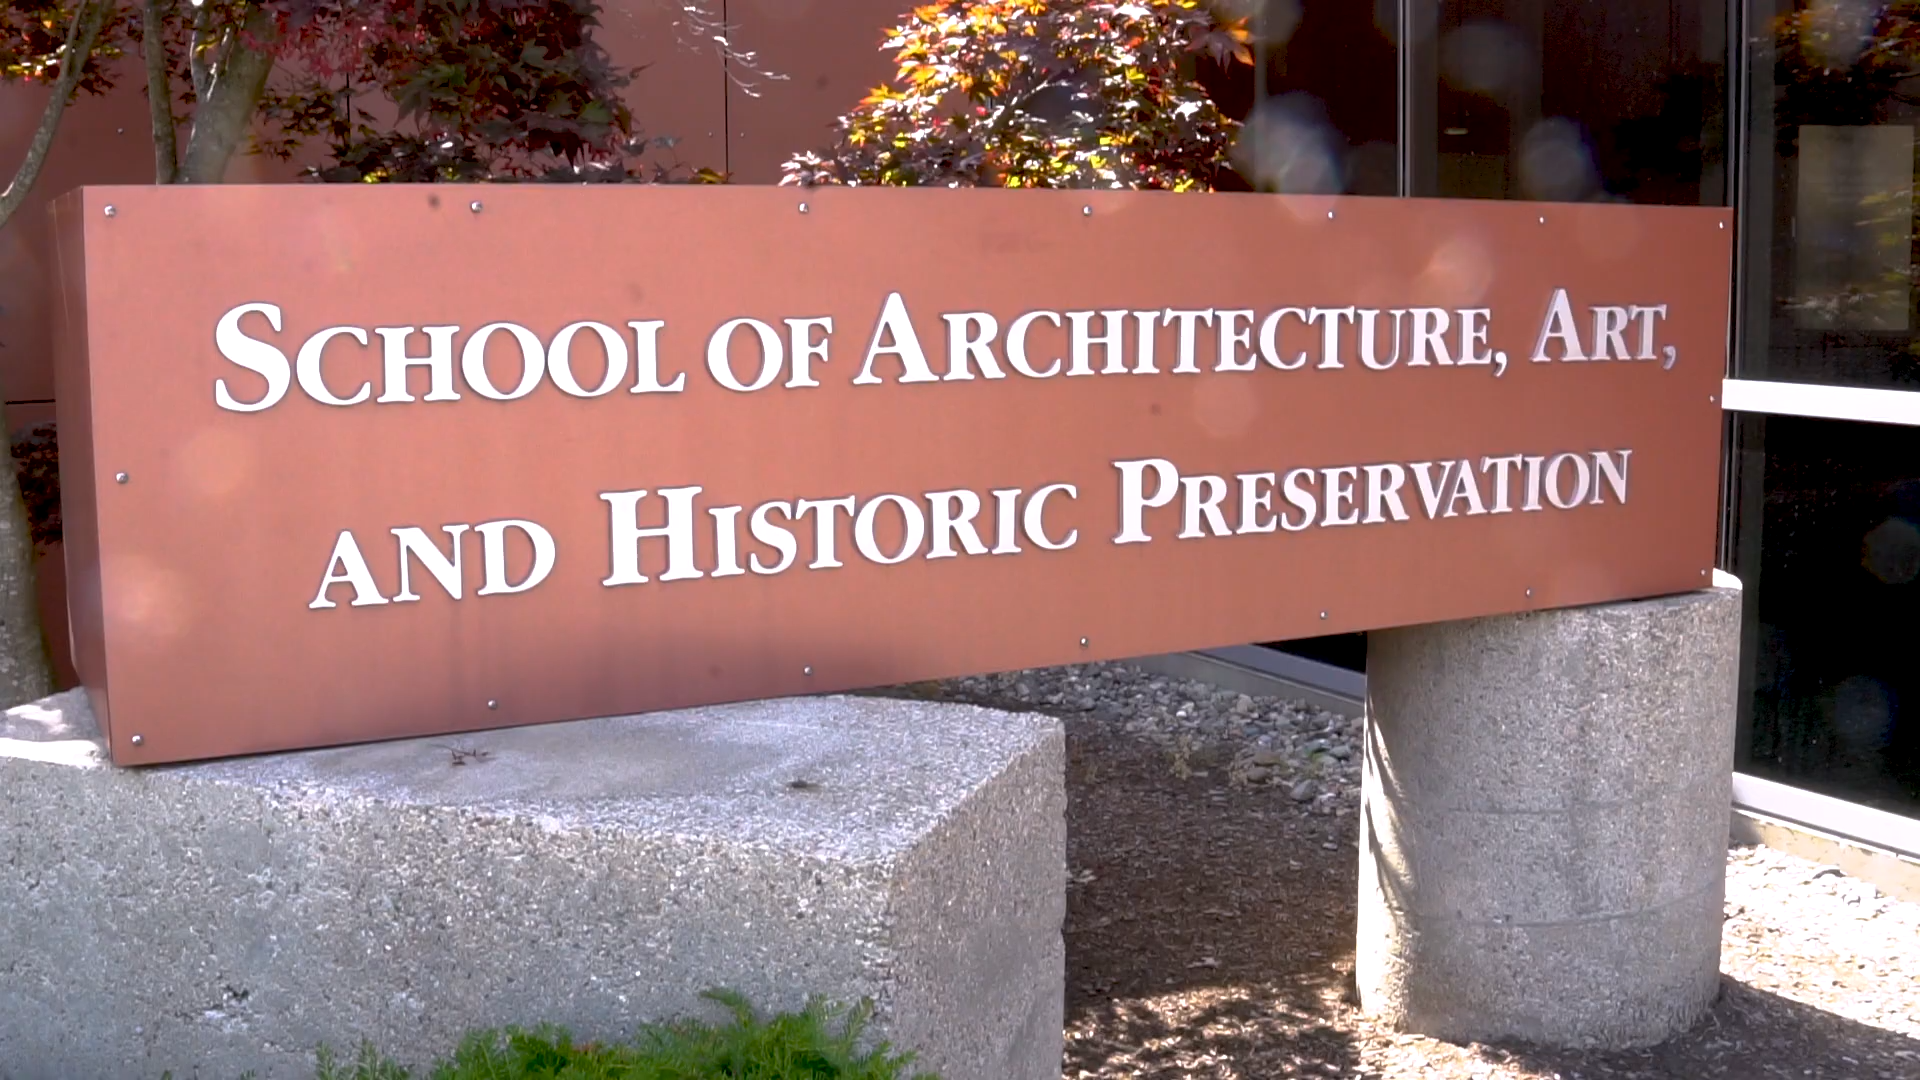 SCHOOL OF ARCHITECTURE, ART,
AND HISTORIC PRESERVATION